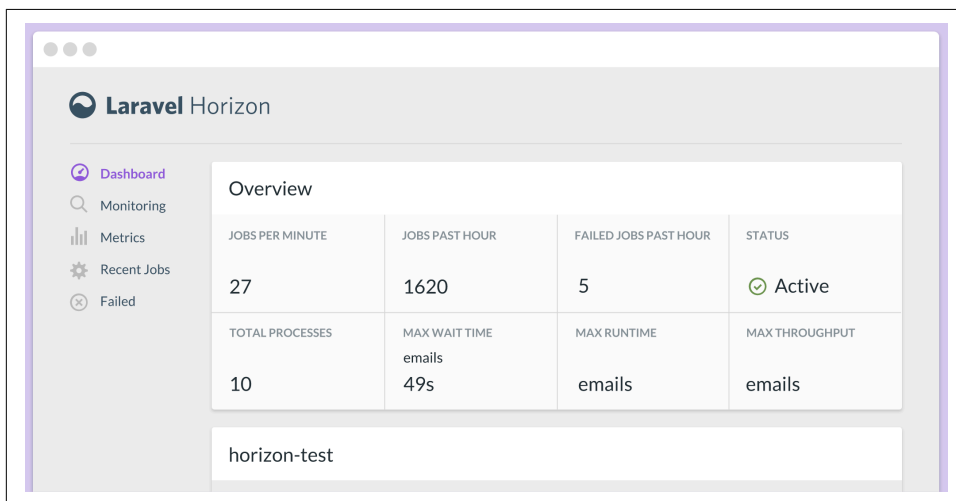 Laravel Horizon
Dashboard
Monitoring
Metrics
Recent Jobs
Failed
Overview
JOBS PER MINUTE
27
JOBS PAST HOUR
1620
FAILED JOBS PAST HOUR
5
STATUS
Active
TOTAL PROCESSES
10
MAX WAIT TIME
emails
49s
MAX RUNTIME
emails
MAX THROUGHPUT
emails
horizon-test